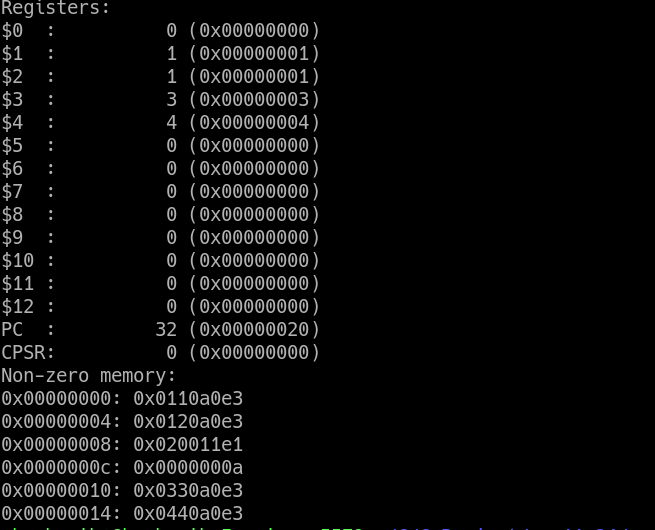 Registers:
$0  :          0 (0x00000000)
$1  :          1 (0x00000001)
$2  :          1 (0x00000001)
$3  :          3 (0x00000003)
$4  :          4 (0x00000004)
$5  :          0 (0x00000000)
$6  :          0 (0x00000000)
$7  :          0 (0x00000000)
$8  :          0 (0x00000000)
$9  :          0 (0x00000000)
$10 :          0 (0x00000000)
$11 :          0 (0x00000000)
$12 :          0 (0x00000000)
PC  :         32 (0x00000020)
CPSR:          0 (0x00000000)
Non-zero memory:
0x00000000: 0x0110a0e3
0x00000004: 0x0120a0e3
0x00000008: 0x020011e1
0x0000000c: 0x0000000a
0x00000010: 0x0330a0e3
0x00000014: 0x0440a0e3